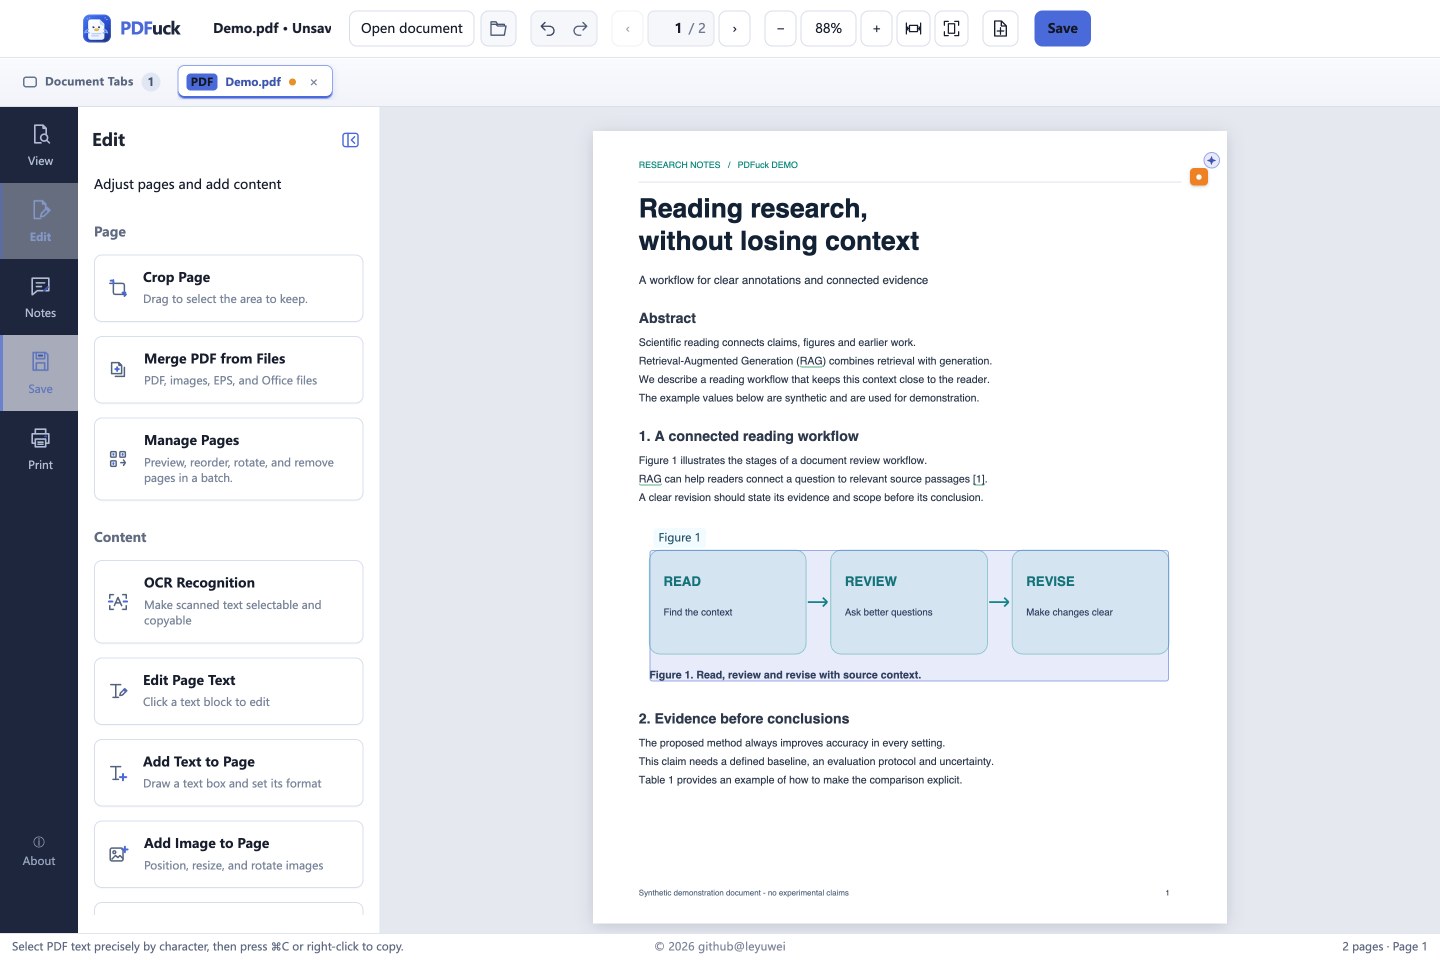 PDFuck
Demo.pdf • Unsav
Open document
1 / 2
88%
Save
Document Tabs 1
PDF Demo.pdf
View
Edit
Notes
Save
Print
About
Edit
Adjust pages and add content
Page
Crop Page
Drag to select the area to keep.
Merge PDF from Files
PDF, images, EPS, and Office files
Manage Pages
Preview, reorder, rotate, and remove
pages in a batch.
Content
OCR Recognition
Make scanned text selectable and
copyable
Edit Page Text
Click a text block to edit
Add Text to Page
Draw a text box and set its format
Add Image to Page
Position, resize, and rotate images
RESEARCH NOTES / PDFuck DEMO
Reading research,
without losing context
A workflow for clear annotations and connected evidence
Abstract
Scientific reading connects claims, figures and earlier work.
Retrieval-Augmented Generation (RAG) combines retrieval with generation.
We describe a reading workflow that keeps this context close to the reader.
The example values below are synthetic and are used for demonstration.
1. A connected reading workflow
Figure 1 illustrates the stages of a document review workflow.
RAG can help readers connect a question to relevant source passages [1].
A clear revision should state its evidence and scope before its conclusion.
Figure 1
READ
Find the context
REVIEW
Ask better questions
REVISE
Make changes clear
Figure 1. Read, review and revise with source context.
2. Evidence before conclusions
The proposed method always improves accuracy in every setting.
This claim needs a defined baseline, an evaluation protocol and uncertainty.
Table 1 provides an example of how to make the comparison explicit.
Synthetic demonstration document - no experimental claims
1
Select PDF text precisely by character, then press ⌘C or right-click to copy.
© 2026 github@leyuwei
2 pages · Page 1